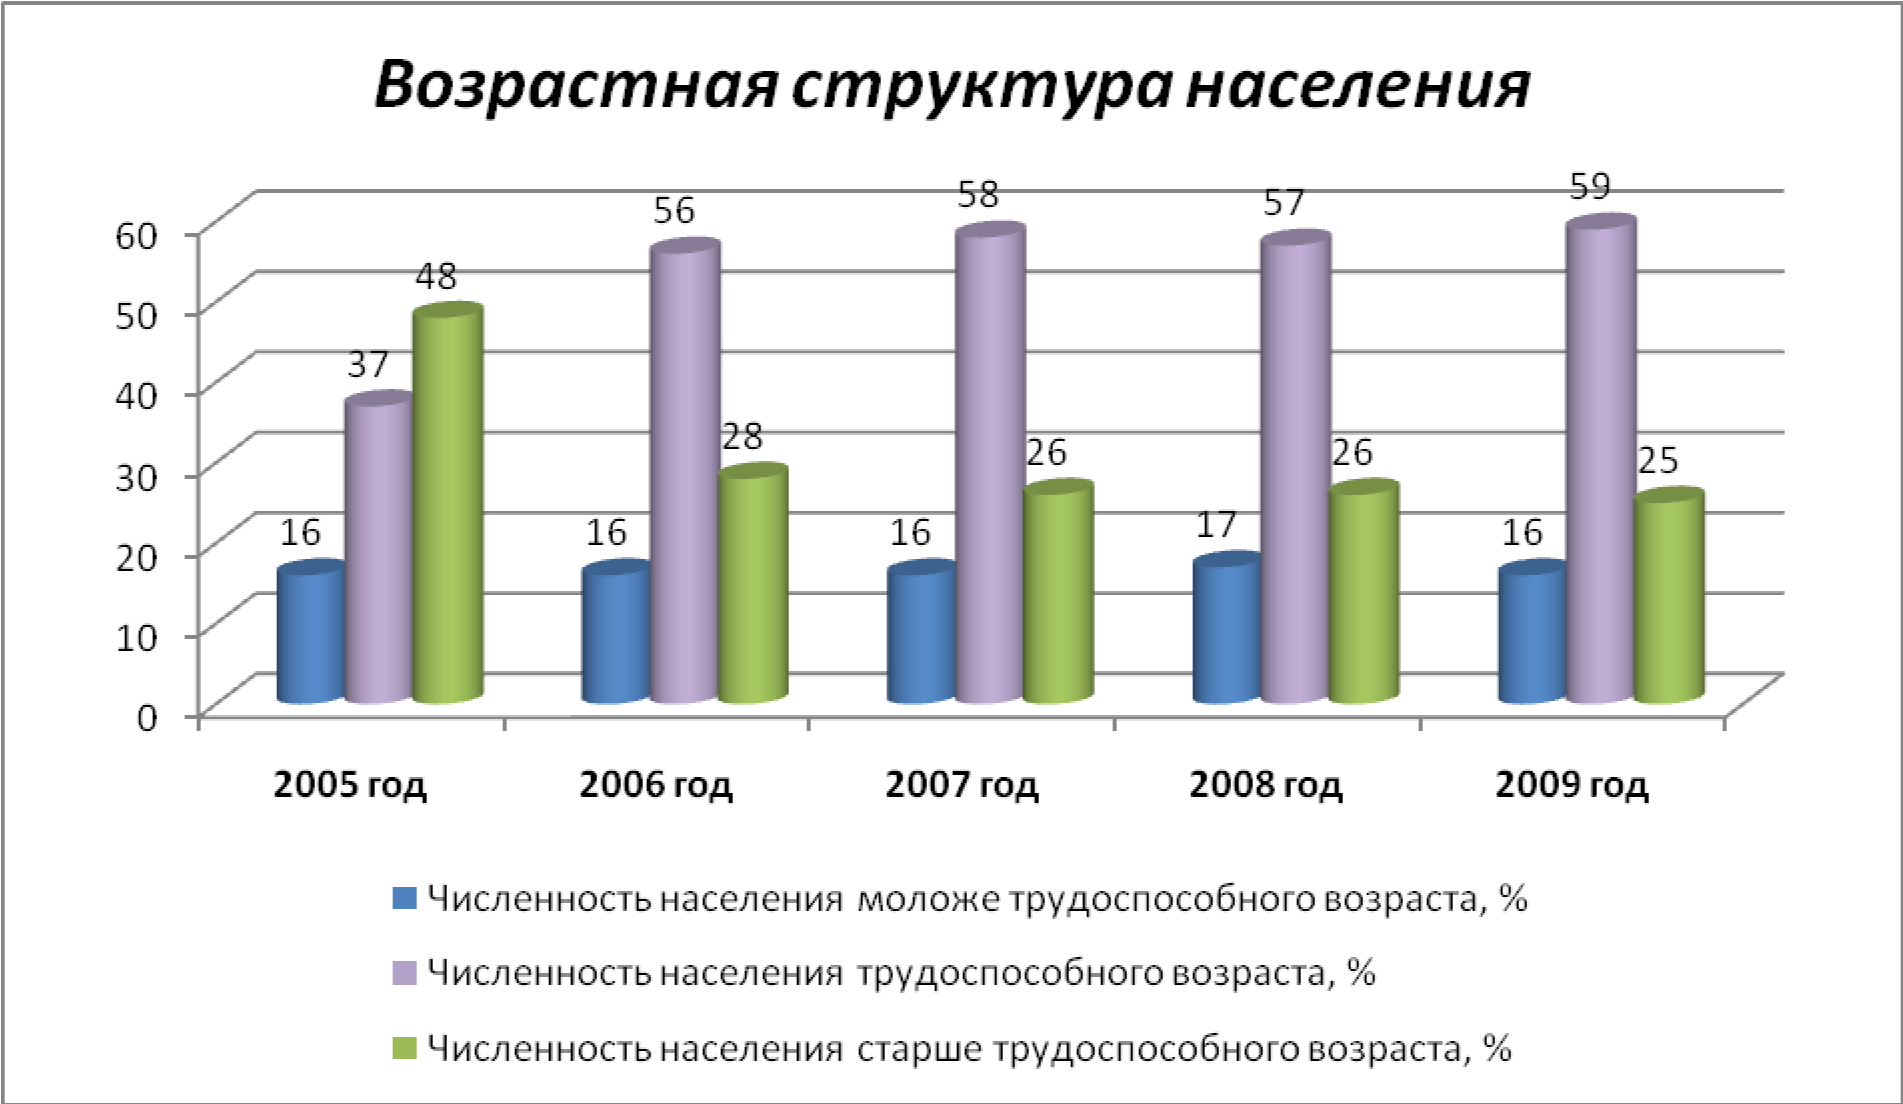 Возрастная структура населения
60
50
40
30
20
10
0
16
37
48
16
56
28
16
58
26
17
57
26
16
59
25
2005 год
2006 год
2007 год
2008 год
2009 год
Численность населения моложе трудоспособного возраста, %
Численность населения трудоспособного возраста, %
Численность населения старше трудоспособного возраста, %